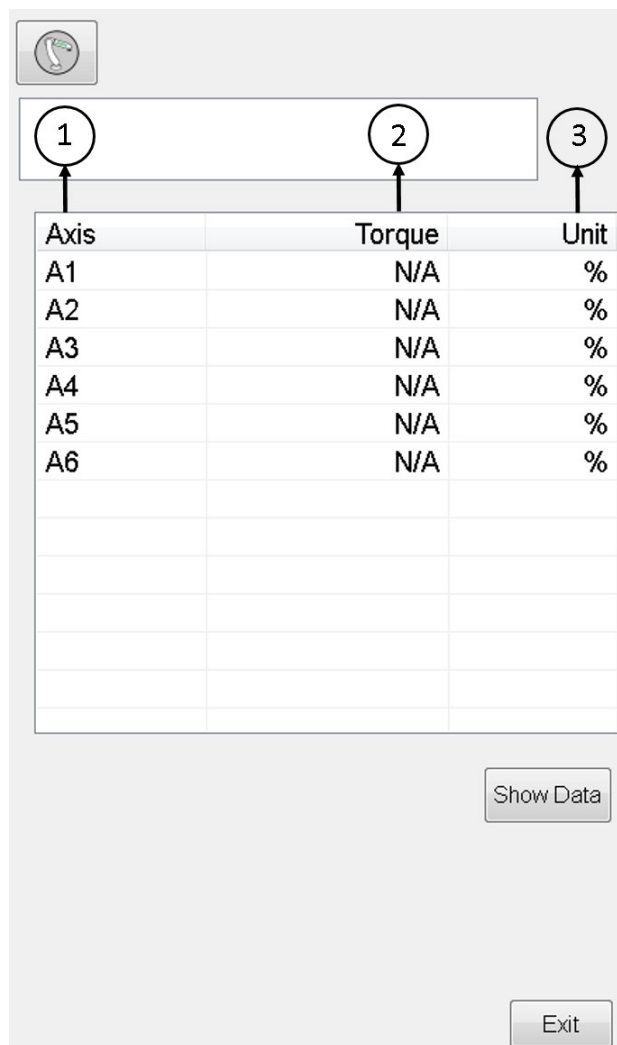 1 2 3
Axis Torque Unit
A1 N/A %
A2 N/A %
A3 N/A %
A4 N/A %
A5 N/A %
A6 N/A %
Show Data
Exit